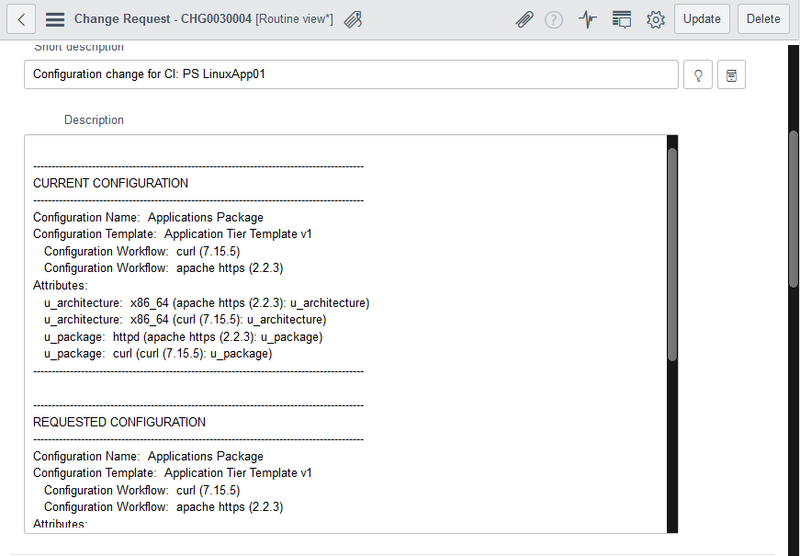 Change Request - CHG0030004 [Routine view*]
Update
Delete
Short description
Configuration change for CI: PS LinuxApp01
Description
--------------------------------------------------------------------------------------------
CURRENT CONFIGURATION
--------------------------------------------------------------------------------------------
Configuration Name: Applications Package
Configuration Template: Application Tier Template v1
Configuration Workflow: curl (7.15.5)
Configuration Workflow: apache https (2.2.3)
Attributes:
u_architecture: x86_64 (apache https (2.2.3): u_architecture)
u_architecture: x86_64 (curl (7.15.5): u_architecture)
u_package: httpd (apache https (2.2.3): u_package)
u_package: curl (curl (7.15.5): u_package)
--------------------------------------------------------------------------------------------
--------------------------------------------------------------------------------------------
REQUESTED CONFIGURATION
--------------------------------------------------------------------------------------------
Configuration Name: Applications Package
Configuration Template: Application Tier Template v1
Configuration Workflow: curl (7.15.5)
Configuration Workflow: apache https (2.2.3)
Attributes: